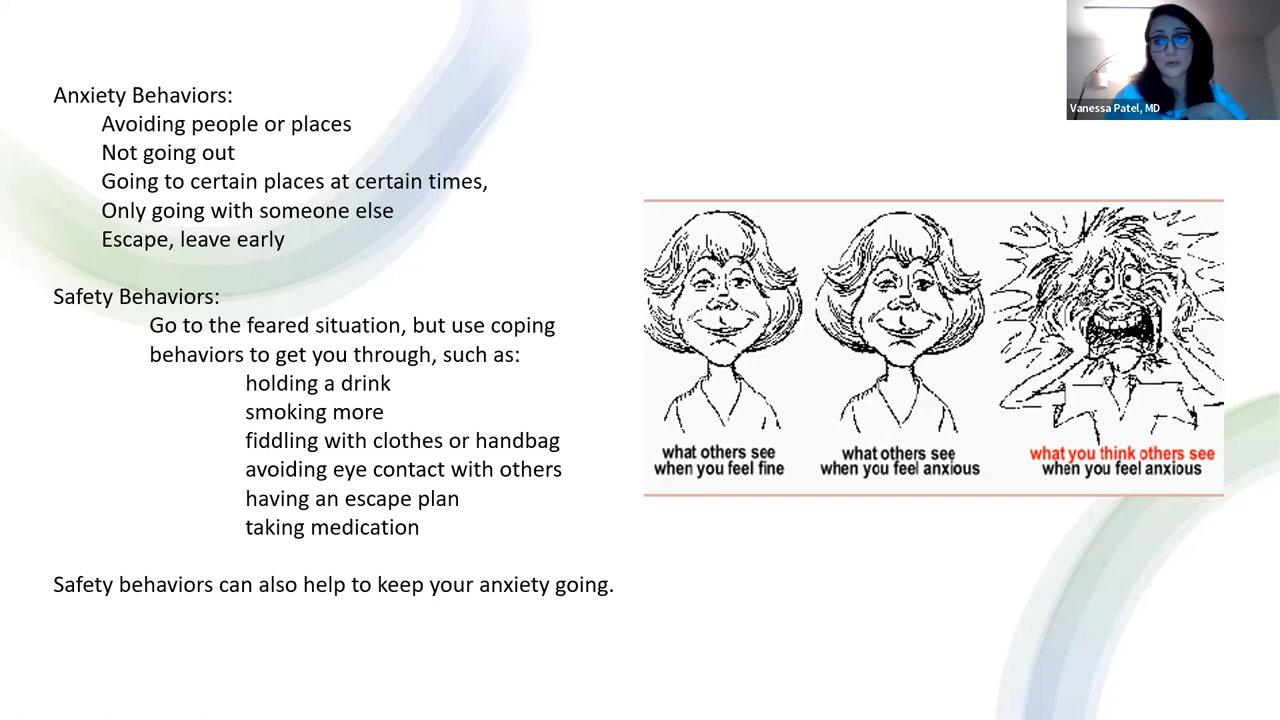 Vanessa Patel, MD
Anxiety Behaviors:
Avoiding people or places
Not going out
Going to certain places at certain times,
Only going with someone else
Escape, leave early
Safety Behaviors:
Go to the feared situation, but use coping
behaviors to get you through, such as:
holding a drink
smoking more
fiddling with clothes or handbag
avoiding eye contact with others
having an escape plan
taking medication
Safety behaviors can also help to keep your anxiety going.
what others see
when you feel fine
what others see
when you feel anxious
what you think others see
when you feel anxious